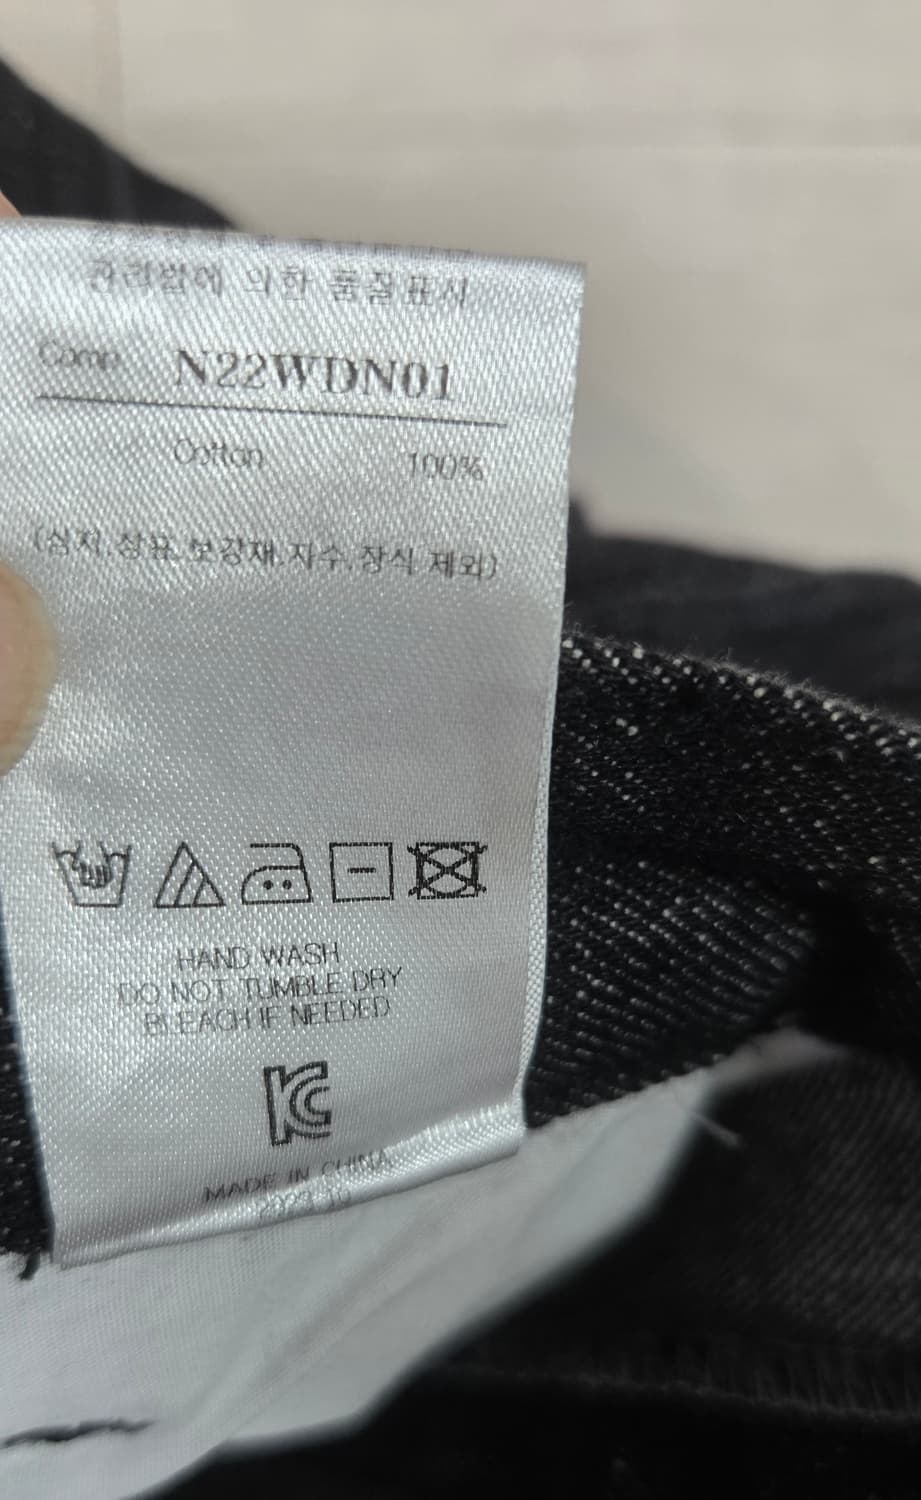 관리법에 의한 품질표시
Comp N22WDN01
Cotton 100%
(심지.상표.보강재.자수.장식 제외)
HAND WASH
DO NOT TUMBLE DRY
BLEACH IF NEEDED
KC
MADE IN CHINA